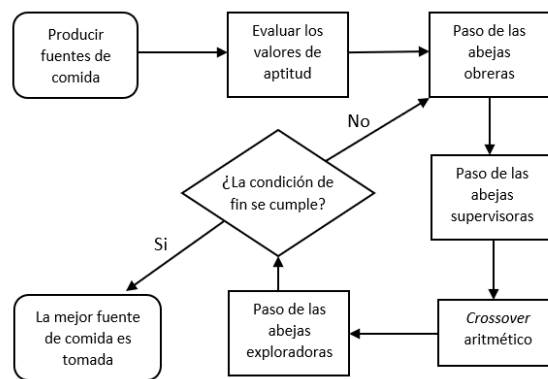 Producir
fuentes de
comida
Evaluar los
valores de
aptitud
Paso de las
abejas
obreras
No
¿La condición de
fin se cumple?
Paso de las
abejas
supervisoras
Si
La mejor fuente
de comida es
tomada
Paso de las
abejas
exploradoras
Crossover
aritmético